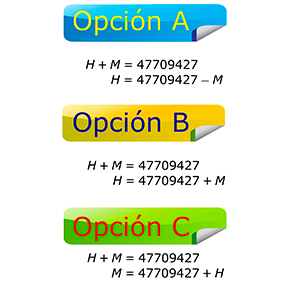 Opción A
H + M = 47709427
H = 47709427 – M
Opción B
H + M = 47709427
H = 47709427 + M
Opción C
H + M = 47709427
M = 47709427 + H